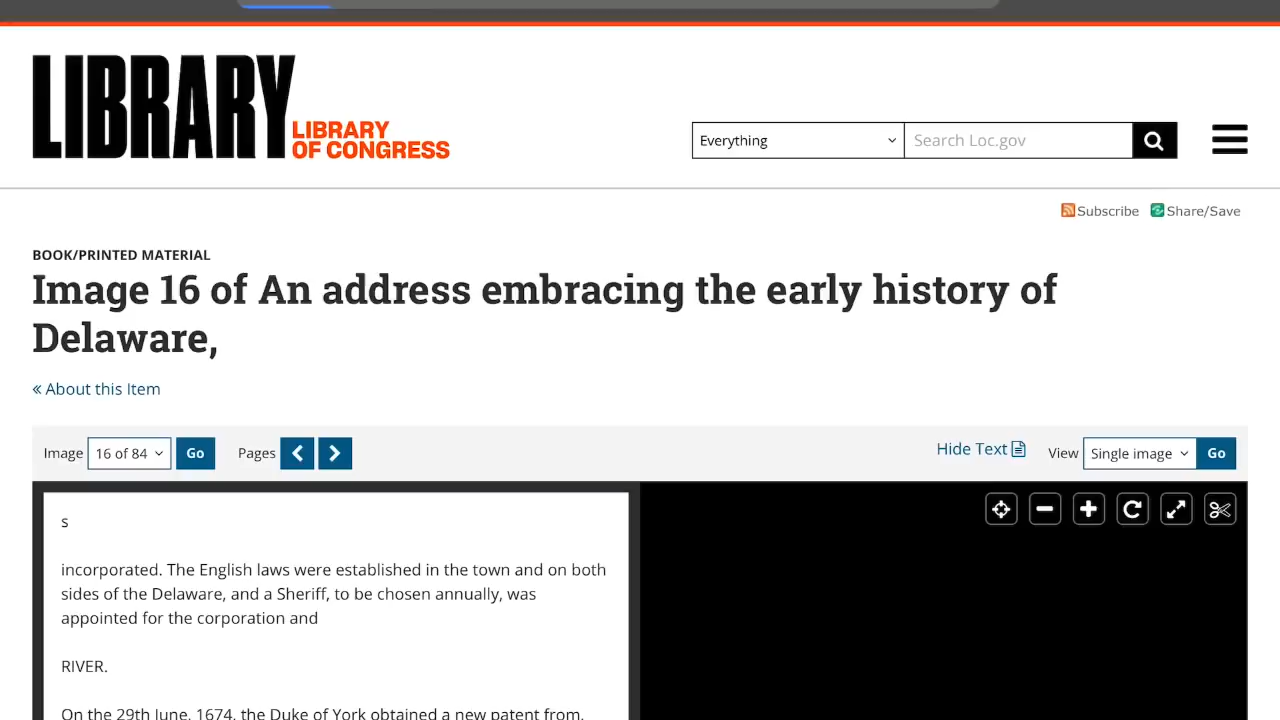 LIBRARY
LIBRARY
OF CONGRESS
Everything
Search Loc.gov
Subscribe
Share/Save
BOOK/PRINTED MATERIAL
Image 16 of An address embracing the early history of
Delaware,
« About this Item
Image
16 of 84
Go
Pages
Hide Text
View
Single image
Go
s
incorporated. The English laws were established in the town and on both
sides of the Delaware, and a Sheriff, to be chosen annually, was
appointed for the corporation and
RIVER.
On the 29th June, 1674, the Duke of York obtained a new patent from,